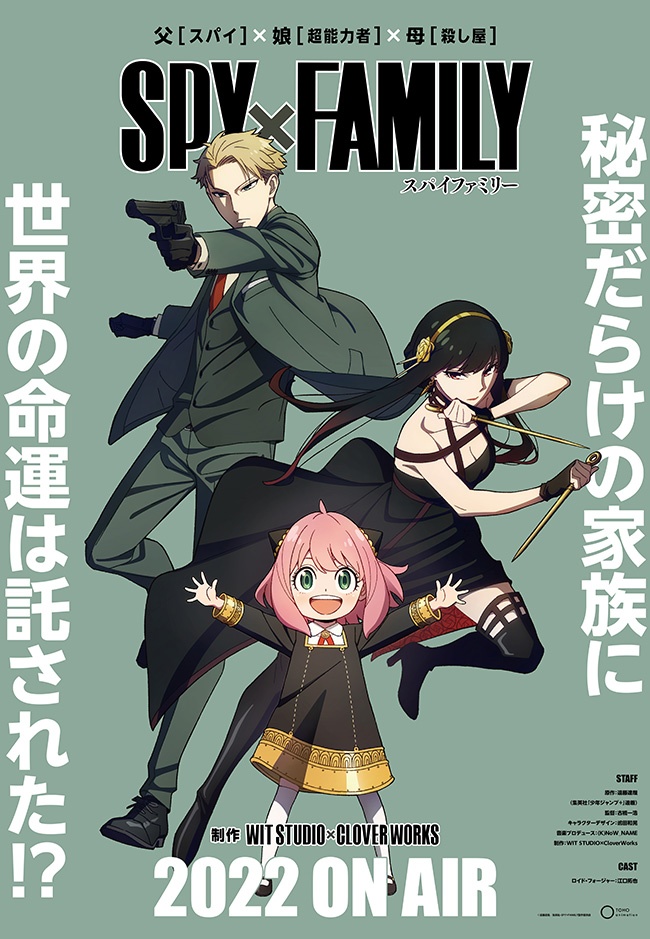 父[スパイ]×娘[超能力者]×母[殺し屋]
SPY×FAMILY
スパイファミリー
秘密だらけの家族に
世界の命運は託された!?
制作 WIT STUDIO×CLOVERWORKS
2022 ON AIR
STAFF
原作:遠藤達哉
(集英社「少年ジャンプ+」連載)
監督:古橋一浩
キャラクターデザイン:嶋田和晃
音楽プロデュース:(K)NoW_NAME
制作:WIT STUDIO×CloverWorks
CAST
ロイド・フォージャー:江口拓也
TOHO
animation